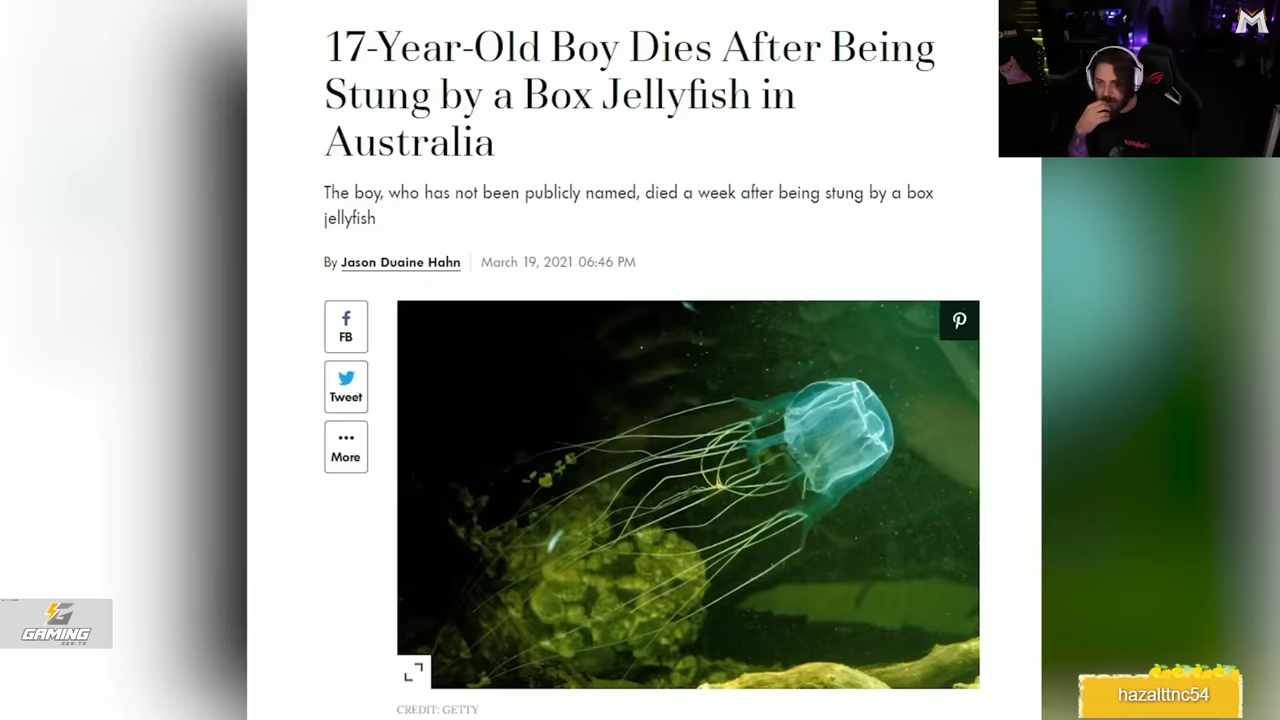 17-Year-Old Boy Dies After Being
Stung by a Box Jellyfish in
Australia
The boy, who has not been publicly named, died a week after being stung by a box
jellyfish
By Jason Duaine Hahn
March 19, 2021 06:46 PM
FB
Tweet
More
CREDIT: GETTY
GAMING
GEN.TR
hazalttnc54